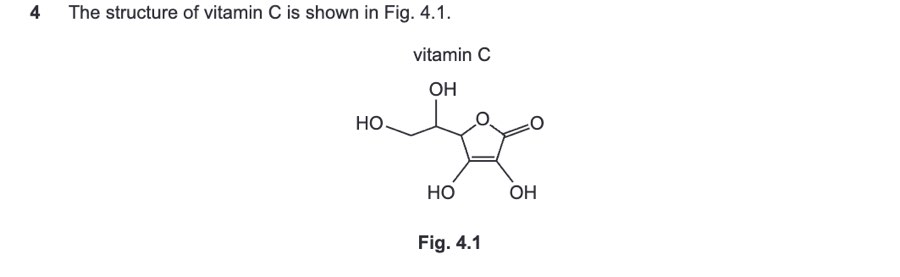 4 The structure of vitamin C is shown in Fig. 4.1.
vitamin C
OH
HO
O
O
HO
OH
Fig. 4.1